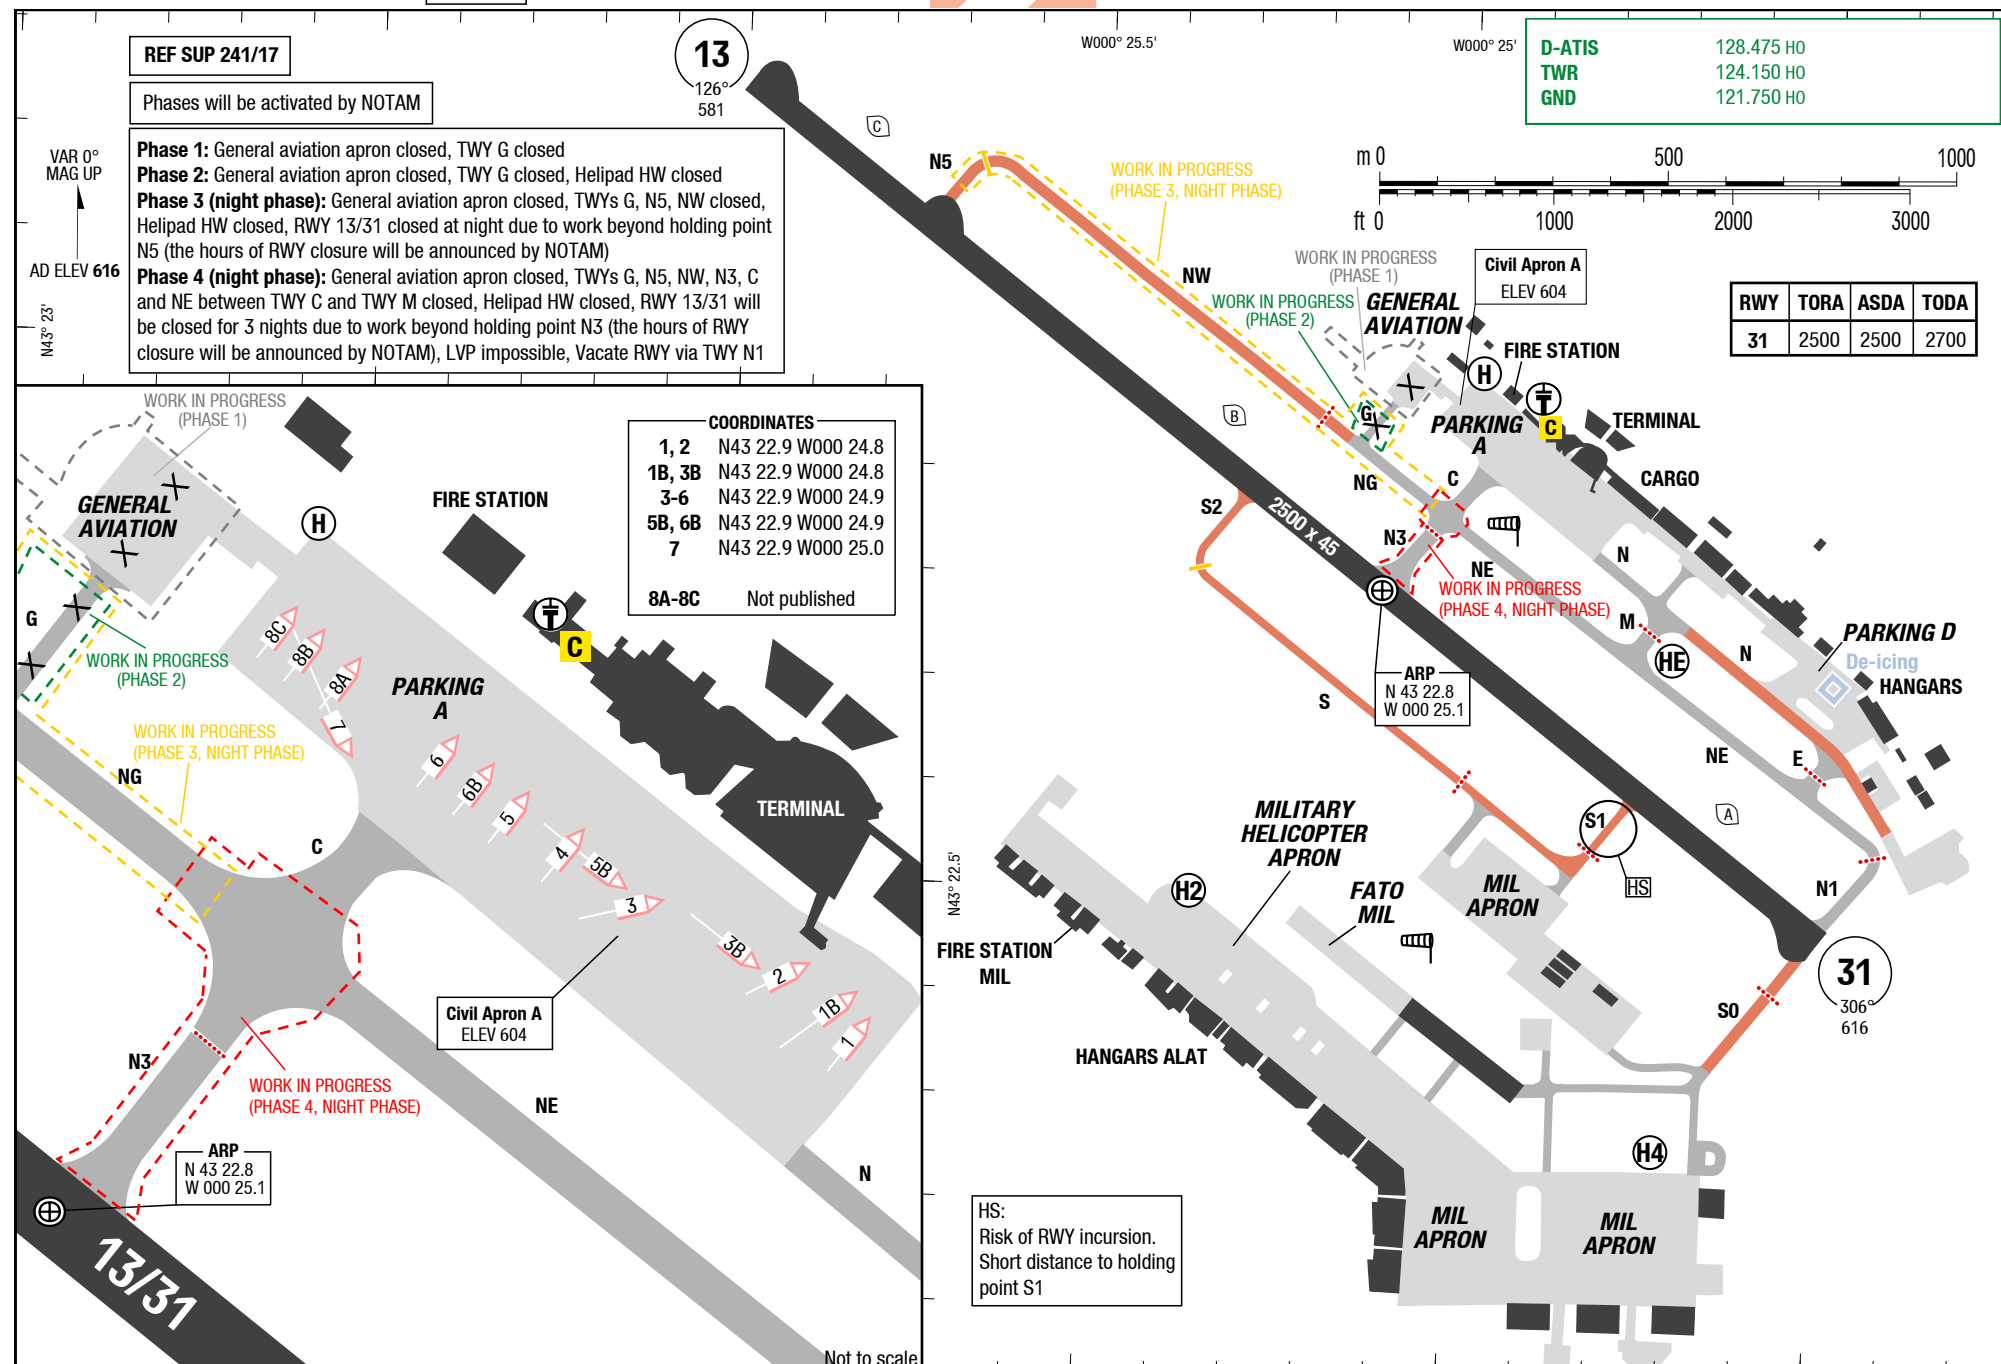 REF SUP 241/17
Phases will be activated by NOTAM
Phase 1: General aviation apron closed, TWY G closed
Phase 2: General aviation apron closed, TWY G closed, Helipad HW closed
Phase 3 (night phase): General aviation apron closed, TWYs G, N5, NW closed,
Helipad HW closed, RWY 13/31 closed at night due to work beyond holding point
N5 (the hours of RWY closure will be announced by NOTAM)
Phase 4 (night phase): General aviation apron closed, TWYs G, N5, NW, N3, C
and NE between TWY C and TWY M closed, Helipad HW closed, RWY 13/31 will
be closed for 3 nights due to work beyond holding point N3 (the hours of RWY
closure will be announced by NOTAM), LVP impossible, Vacate RWY via TWY N1
VAR 0°
MAG UP
AD ELEV 616
N43° 23'
13
126°
581
W000° 25.5'
W000° 25'
D-ATIS 128.475 HO
TWR 124.150 HO
GND 121.750 HO
m 0 500 1000
ft 0 1000 2000 3000
RWY TORA ASDA TODA
31 2500 2500 2700
C
N5
WORK IN PROGRESS
(PHASE 3, NIGHT PHASE)
NW
WORK IN PROGRESS
(PHASE 1)
WORK IN PROGRESS
(PHASE 2)
GENERAL
AVIATION
Civil Apron A
ELEV 604
H
FIRE STATION
C
TERMINAL
B
G
PARKING
A
CARGO
NG
C
S2
2500 x 45
N3
NE
N
WORK IN PROGRESS
(PHASE 4, NIGHT PHASE)
M
HE
N
PARKING D
De-icing
HANGARS
ARP
N 43 22.8
W 000 25.1
S
NE
E
A
S1
HS
N1
MILITARY
HELICOPTER
APRON
H2
FATO
MIL
MIL
APRON
FIRE STATION
MIL
31
306°
616
S0
HANGARS ALAT
H4
MIL
APRON
MIL
APRON
HS:
Risk of RWY incursion.
Short distance to holding
point S1
N43° 22.5'
WORK IN PROGRESS
(PHASE 1)
GENERAL
AVIATION
H
FIRE STATION
COORDINATES
1, 2 N43 22.9 W000 24.8
1B, 3B N43 22.9 W000 24.8
3-6 N43 22.9 W000 24.9
5B, 6B N43 22.9 W000 24.9
7 N43 22.9 W000 25.0
8A-8C Not published
G
WORK IN PROGRESS
(PHASE 2)
8C
8B
8A
7
C
PARKING
A
WORK IN PROGRESS
(PHASE 3, NIGHT PHASE)
NG
6
6B
5
4
5B
3
3B
2
1B
1
TERMINAL
C
Civil Apron A
ELEV 604
N3
WORK IN PROGRESS
(PHASE 4, NIGHT PHASE)
NE
ARP
N 43 22.8
W 000 25.1
N
13/31
Not to scale